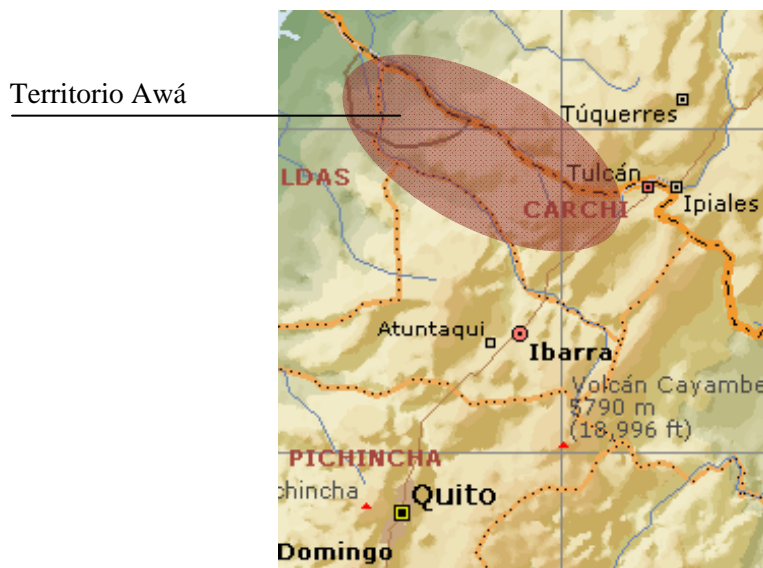 Territorio Awá
Túquerres
Tulcán
LDAS
CARCHI
Ipiales
Atuntaqui
Ibarra
Volcán Cayambe
5790 m
(18,996 ft)
PICHINCHA
chincha
Quito
Domingo